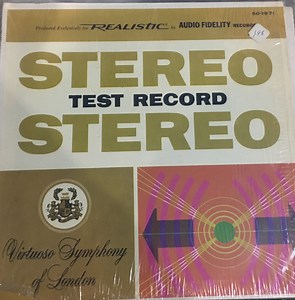 Produced Exclusively for REALISTIC by AUDIO FIDELITY RECORDS
STEREO
TEST RECORD
STEREO
Virtuoso Symphony
of London